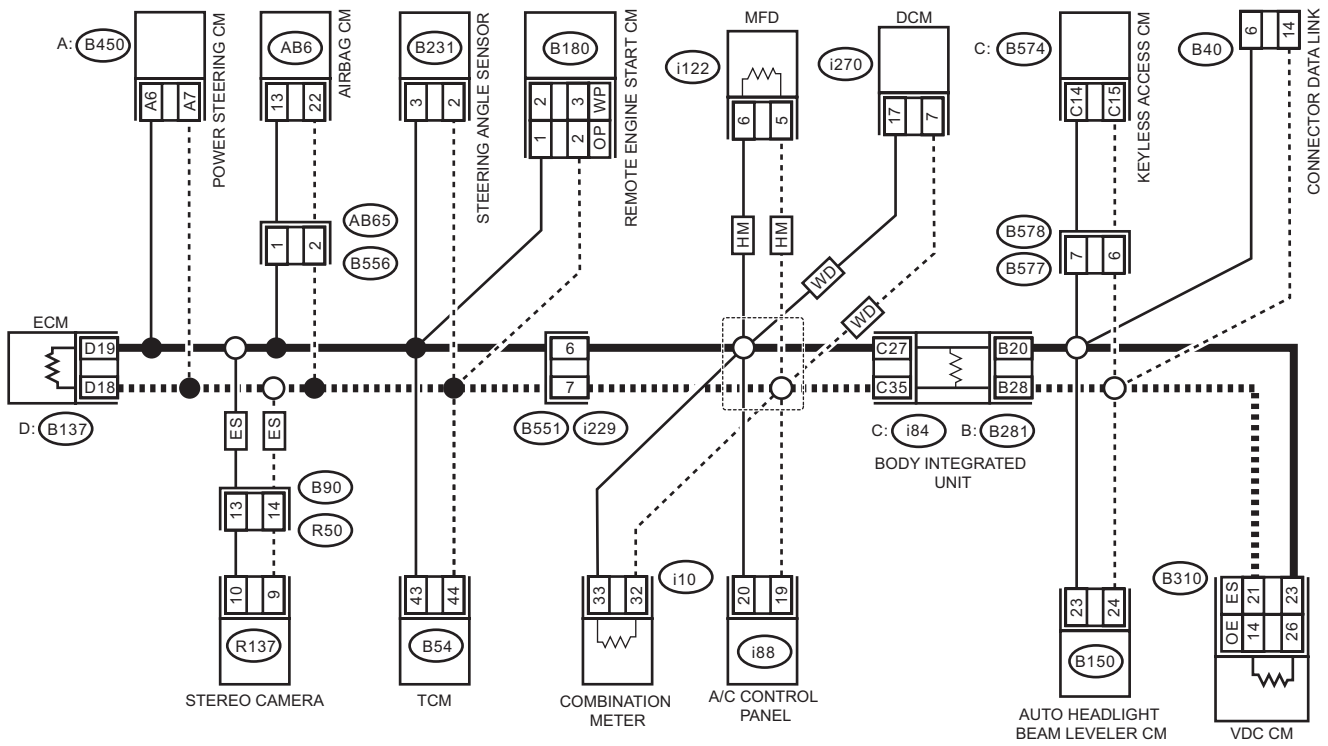 A: B450
A6 A7
POWER STEERING CM
AB6
13 22
AIRBAG CM
1 2
AB65
B556
B231
3 2
STEERING ANGLE SENSOR
B180
2 3 WP
1 2 OP
REMOTE ENGINE START CM
MFD
i122
6 5
HM HM
DCM
i270
17 7
WD
WD
C: B574
C14 C15
KEYLESS ACCESS CM
B578
B577
7 6
B40
6 14
CONNECTOR DATA LINK
ECM
D19
D18
D: B137
6
7
B551 i229
C27
C35
B20
B28
C: i84 B: B281
BODY INTEGRATED
UNIT
ES ES
13 14
B90
R50
10 9
R137
STEREO CAMERA
43 44
B54
TCM
33 32
i10
COMBINATION
METER
20 19
i88
A/C CONTROL
PANEL
23 24
B150
AUTO HEADLIGHT
BEAM LEVELER CM
B310
ES 21 23
OE 14 26
VDC CM